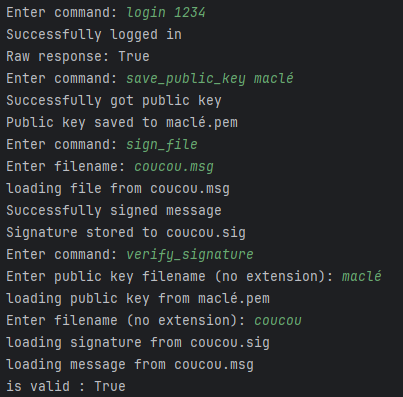 Enter command: login 1234
Successfully logged in
Raw response: True
Enter command: save_public_key maclé
Successfully got public key
Public key saved to maclé.pem
Enter command: sign_file
Enter filename: coucou.msg
loading file from coucou.msg
Successfully signed message
Signature stored to coucou.sig
Enter command: verify_signature
Enter public key filename (no extension): maclé
loading public key from maclé.pem
Enter filename (no extension): coucou
loading signature from coucou.sig
loading message from coucou.msg
is valid : True